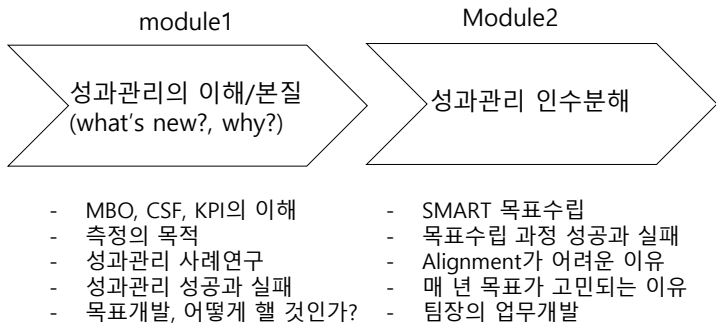 module1
성과관리의 이해/본질
(what's new?, why?)
- MBO, CSF, KPI의 이해
- 측정의 목적
- 성과관리 사례연구
- 성과관리 성공과 실패
- 목표개발, 어떻게 핼 것인가?
Module2
성과관리 인수분해
- SMART 목표수립
- 목표수립 과정 성공과 실패
- Alignment가 어려운 이유
- 매 년 목표가 고민되는 이유
- 팀장의 업무개발